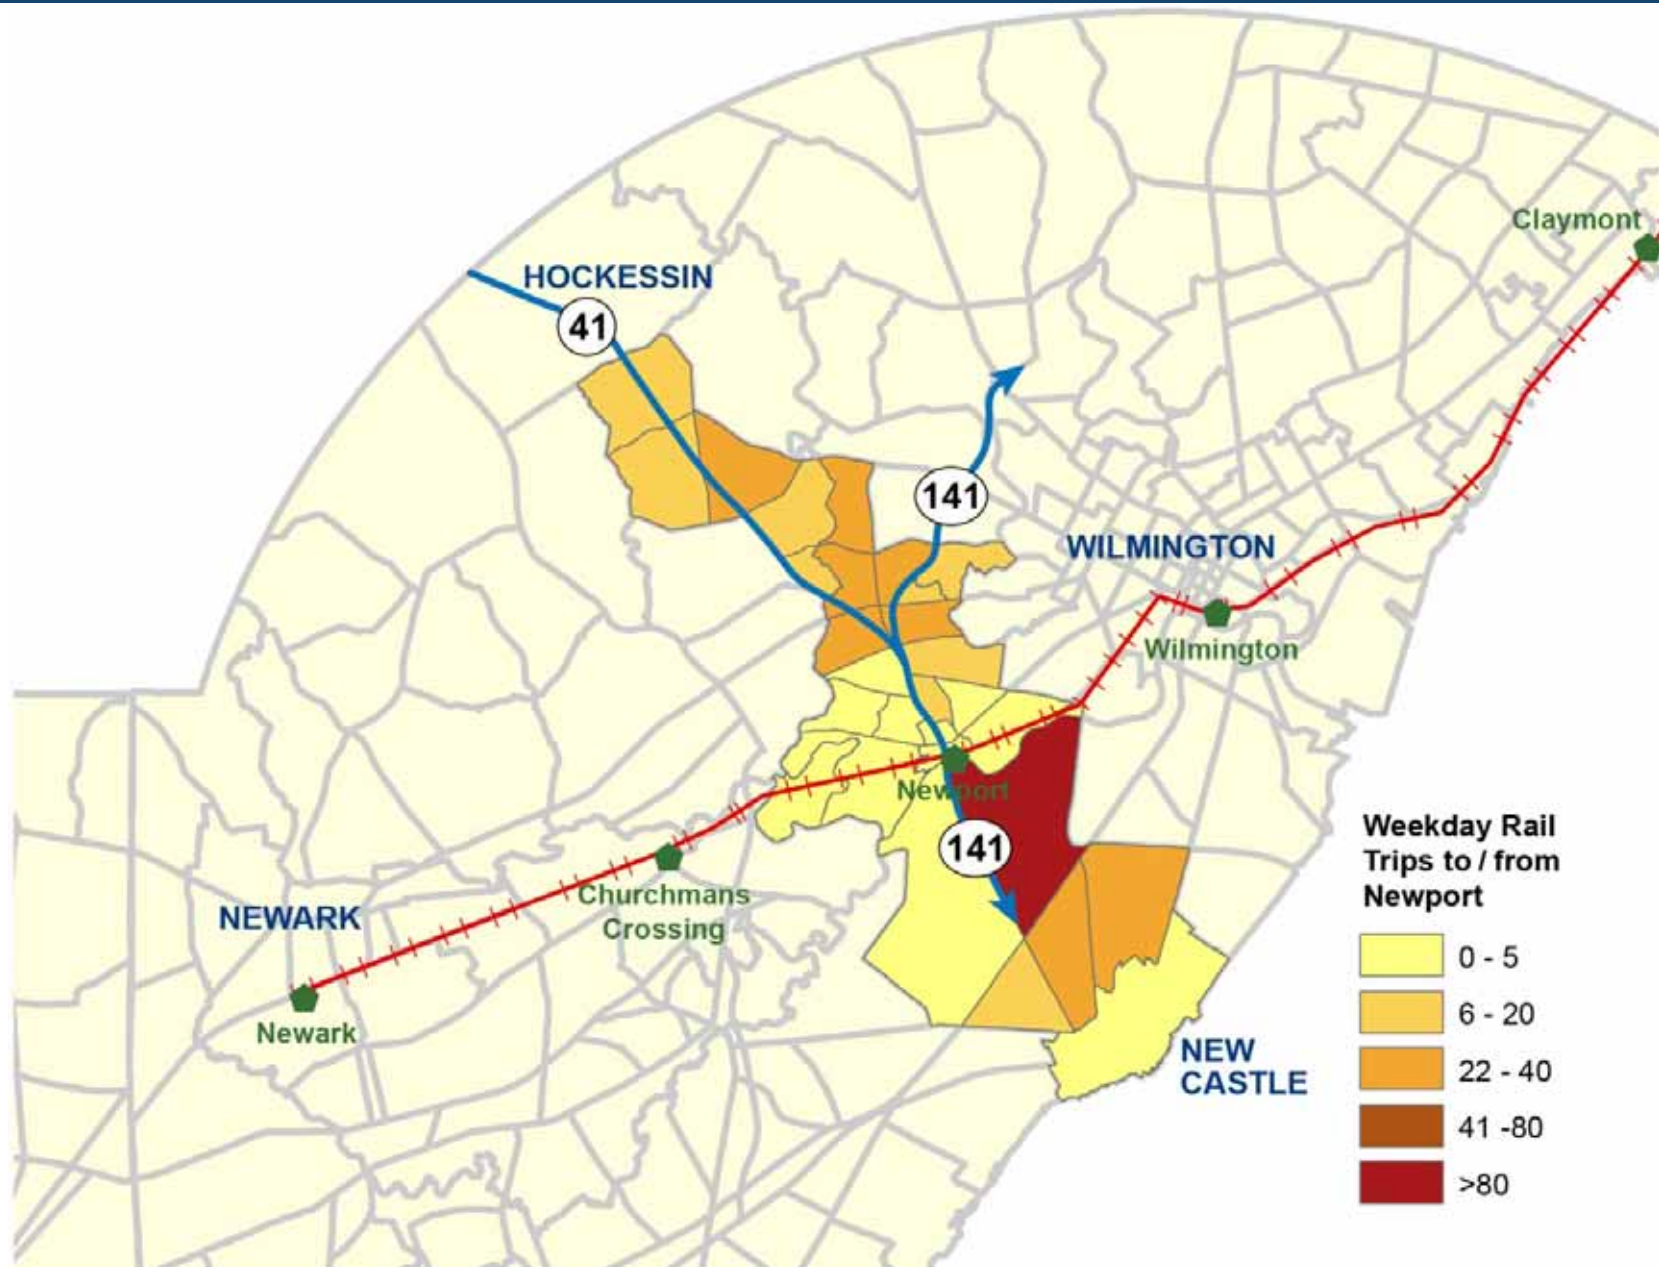 Claymont
HOCKESSIN
41
141
WILMINGTON
Wilmington
Newport
141
Churchmans
Crossing
NEWARK
Newark
NEW
CASTLE
Weekday Rail
Trips to / from
Newport
0 - 5
6 - 20
22 - 40
41 -80
>80